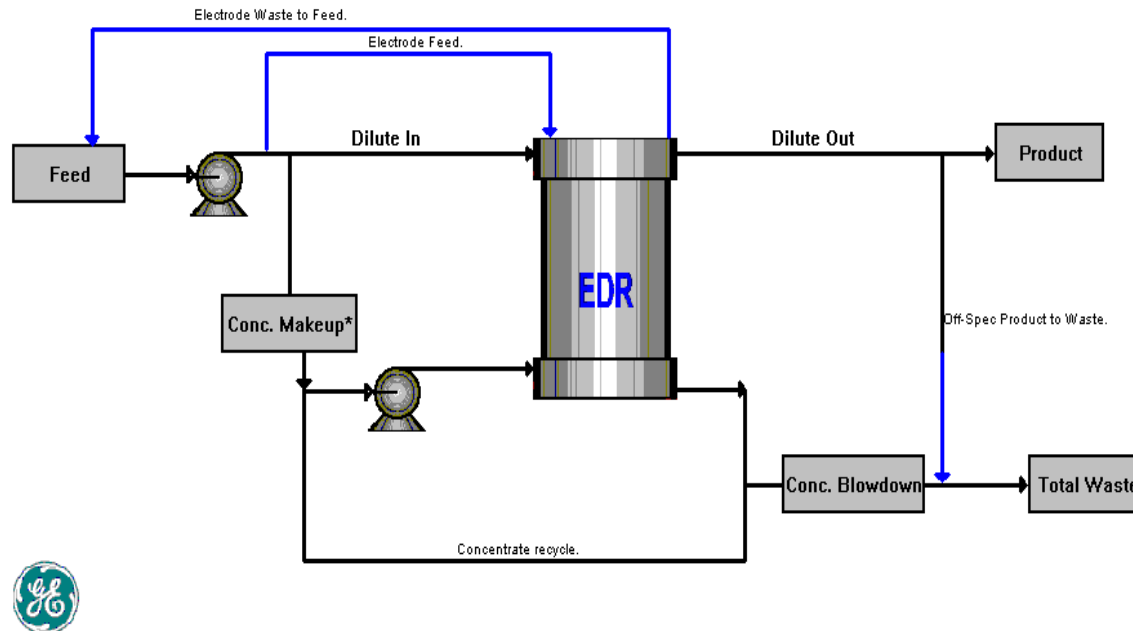 Electrode Waste to Feed.
Electrode Feed.
Dilute In
Dilute Out
Feed
Product
EDR
Conc. Makeup*
Off-Spec Product to Waste.
Conc. Blowdown
Total Waste
Concentrate recycle.
GE